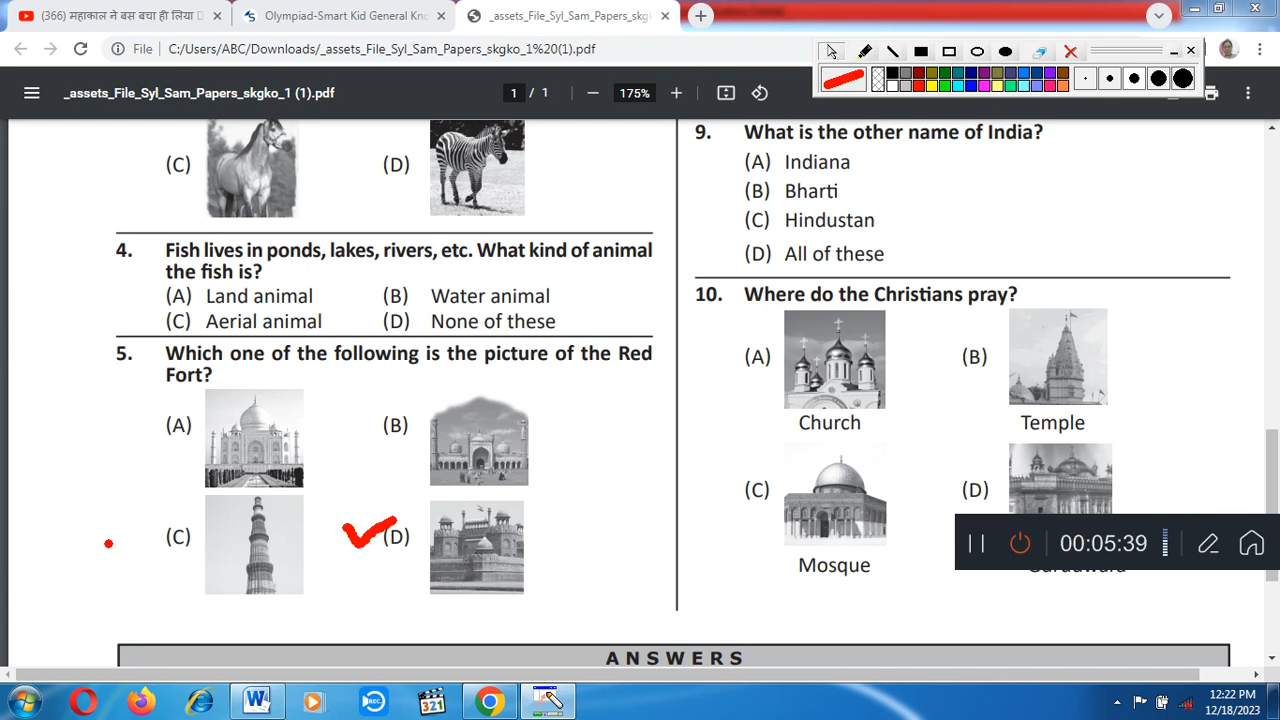 (366) महाकाल ने बस बचा ही लिया D
Olympiad-Smart Kid General Kno
_assets_File_Syl_Sam_Papers_skgk
File
C:/Users/ABC/Downloads/_assets_File_Syl_Sam_Papers_skgko_1%20(1).pdf
_assets_File_Syl_Sam_Papers_skgko_1 (1).pdf
1 / 1
175%
(C)
(D)
4. Fish lives in ponds, lakes, rivers, etc. What kind of animal
the fish is?
(A) Land animal (B) Water animal
(C) Aerial animal (D) None of these
5. Which one of the following is the picture of the Red
Fort?
(A)
(B)
(C)
(D)
9. What is the other name of India?
(A) Indiana
(B) Bharti
(C) Hindustan
(D) All of these
10. Where do the Christians pray?
(A)
(B)
Church
Temple
(C)
(D)
Mosque
ANSWERS
00:05:39
W
REC
321
12:22 PM
12/18/2023